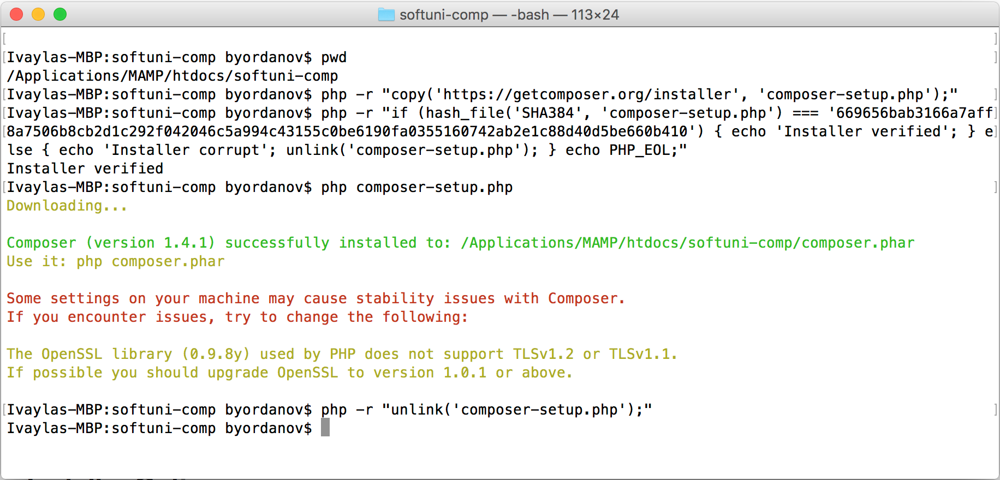 softuni-comp — -bash — 113×24
Ivaylas-MBP:softuni-comp byordanov$ pwd
/Applications/MAMP/htdocs/softuni-comp
Ivaylas-MBP:softuni-comp byordanov$ php -r "copy('https://getcomposer.org/installer', 'composer-setup.php');"
Ivaylas-MBP:softuni-comp byordanov$ php -r "if (hash_file('SHA384', 'composer-setup.php') === '669656bab3166a7aff
8a7506b8cb2d1c292f042046c5a994c43155c0be6190fa0355160742ab2e1c88d40d5be660b410') { echo 'Installer verified'; } e
lse { echo 'Installer corrupt'; unlink('composer-setup.php'); } echo PHP_EOL;"
Installer verified
Ivaylas-MBP:softuni-comp byordanov$ php composer-setup.php
Downloading...
Composer (version 1.4.1) successfully installed to: /Applications/MAMP/htdocs/softuni-comp/composer.phar
Use it: php composer.phar
Some settings on your machine may cause stability issues with Composer.
If you encounter issues, try to change the following:
The OpenSSL library (0.9.8y) used by PHP does not support TLSv1.2 or TLSv1.1.
If possible you should upgrade OpenSSL to version 1.0.1 or above.
Ivaylas-MBP:softuni-comp byordanov$ php -r "unlink('composer-setup.php');"
Ivaylas-MBP:softuni-comp byordanov$